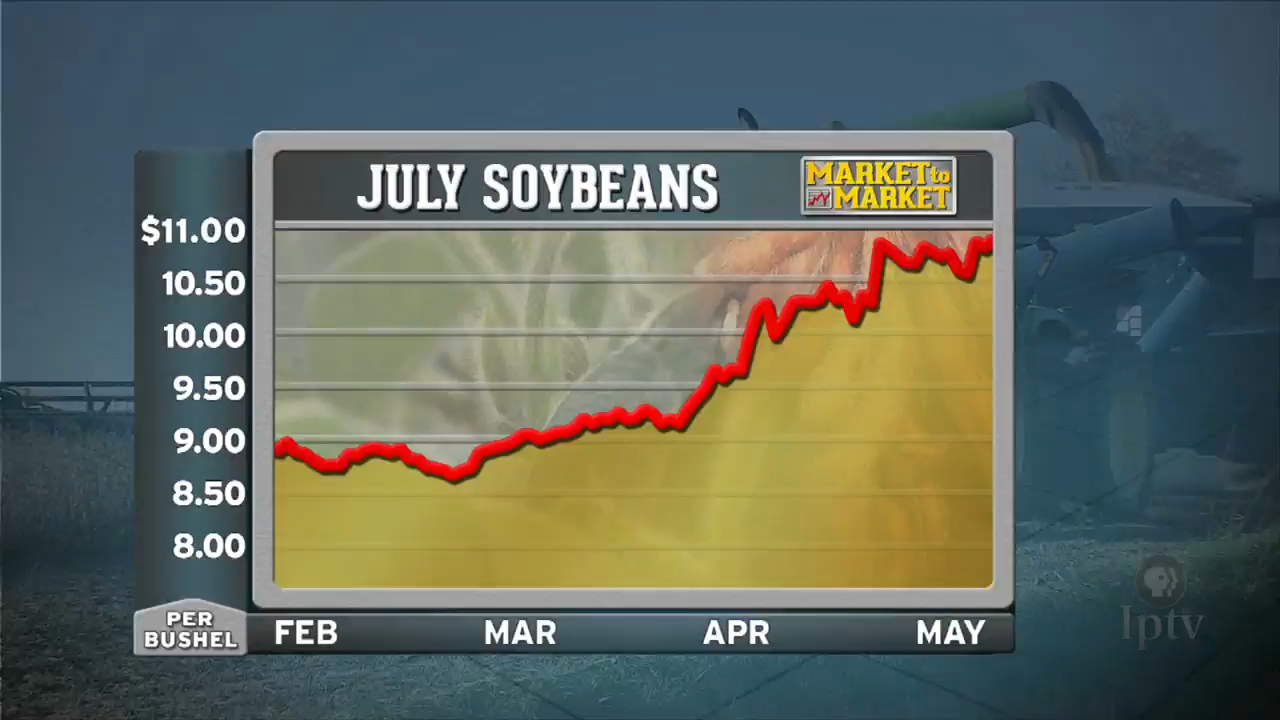 JULY SOYBEANS
MARKET to
MARKET
$11.00
10.50
10.00
9.50
9.00
8.50
8.00
PER
BUSHEL
FEB MAR APR MAY
Iptv